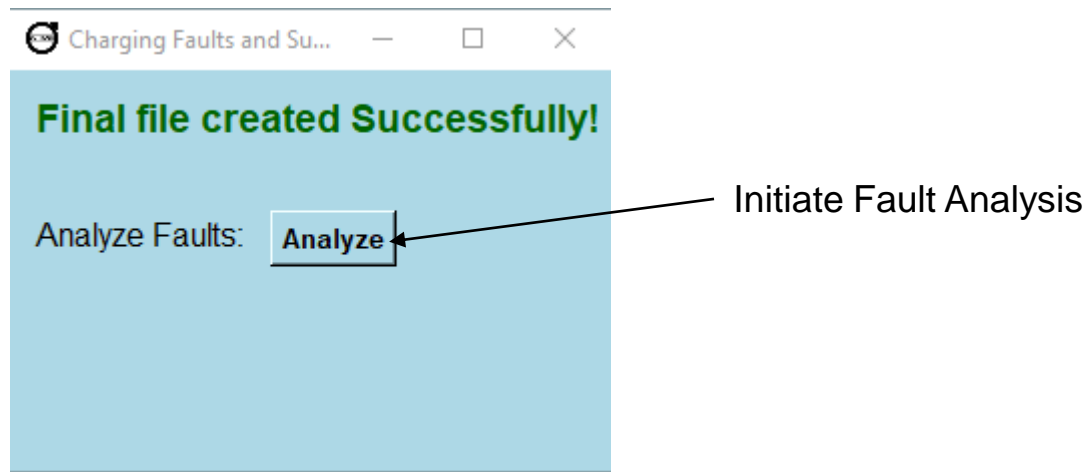 Charging Faults and Su...
Final file created Successfully!
Initiate Fault Analysis
Analyze Faults: Analyze